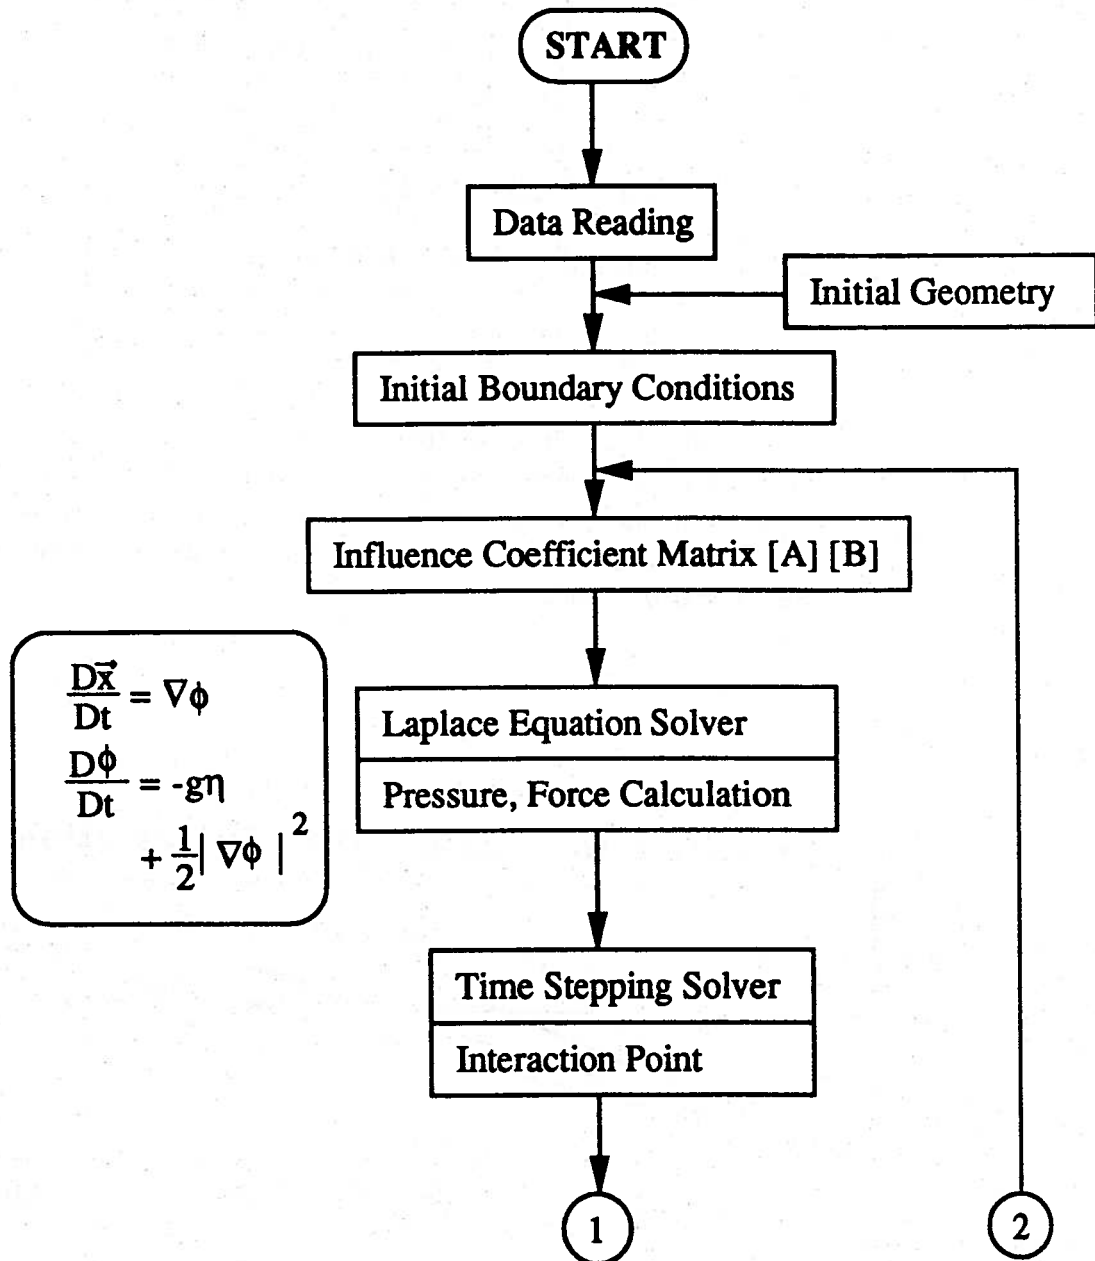 START
Data Reading
Initial Geometry
Initial Boundary Conditions
Influence Coefficient Matrix [A] [B]
Dx⃗/Dt = ∇ϕ
Dϕ/Dt = -gη
+ 1/2| ∇ϕ |²
Laplace Equation Solver
Pressure, Force Calculation
Time Stepping Solver
Interaction Point
1
2